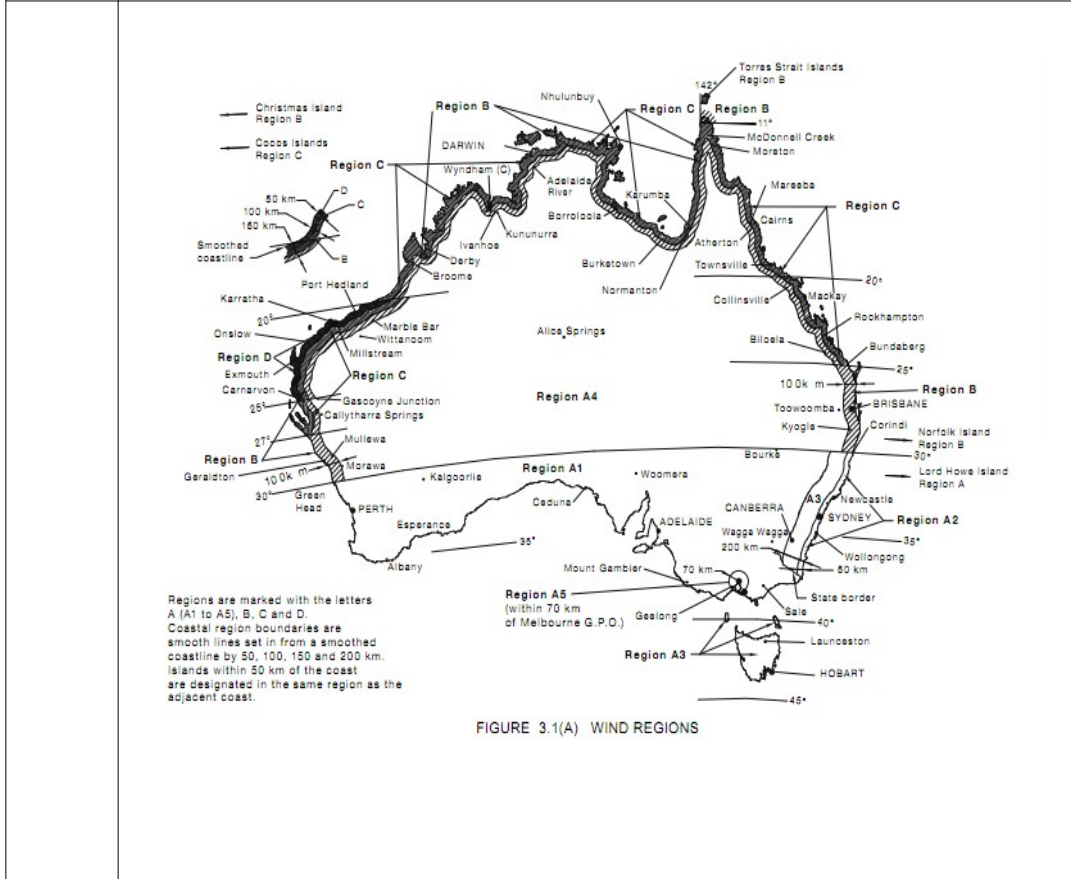 Torres Strait Islands
Region B
142°
Christmas Island
Region B
Nhulunbuy
Region B
Region C
Region B
11°
McDonnell Creek
Moreton
Cocos Islands
Region C
DARWIN
Region C
Wyndham (C)
Adelaide
River
Karumba
Mareeba
50 km
D
C
100 km
150 km
B
Smoothed
coastline
Borroloola
Region C
Cairns
Ivanhoe
Kununurra
Atherton
Derby
Burketown
Townsville
Broome
Port Hedland
Normanton
20°
Collinsville
Mackay
Karratha
20°
Marble Bar
Wittanoom
Onslow
Millstream
Alice Springs
Rockhampton
Biloela
Bundaberg
Region D
Exmouth
Region C
25°
Carnarvon
100k m
Region B
Gascoyne Junction
25°
Callytharra Springs
Region A4
Toowoomba
BRISBANE
27°
Kyogle
Corindi
Mullewa
Norfolk Island
Region B
Region B
Bourke
30°
Geraldton
100k m
Morawa
Region A1
Woomera
Lord Howe Island
Region A
30°
Kalgoorlie
Green
Head
Ceduna
A3
Newcastle
PERTH
CANBERRA
SYDNEY
Region A2
Esperance
ADELAIDE
Wagga Wagga
35°
35°
200 km
Wollongong
Albany
Mount Gambier
70 km
50 km
Region A5
(within 70 km
of Melbourne G.P.O.)
Geelong
Sale
State border
40°
Launceston
Region A3
HOBART
45°
Regions are marked with the letters
A (A1 to A5), B, C and D.
Coastal region boundaries are
smooth lines set in from a smoothed
coastline by 50, 100, 150 and 200 km.
Islands within 50 km of the coast
are designated in the same region as the
adjacent coast.
FIGURE 3.1(A) WIND REGIONS